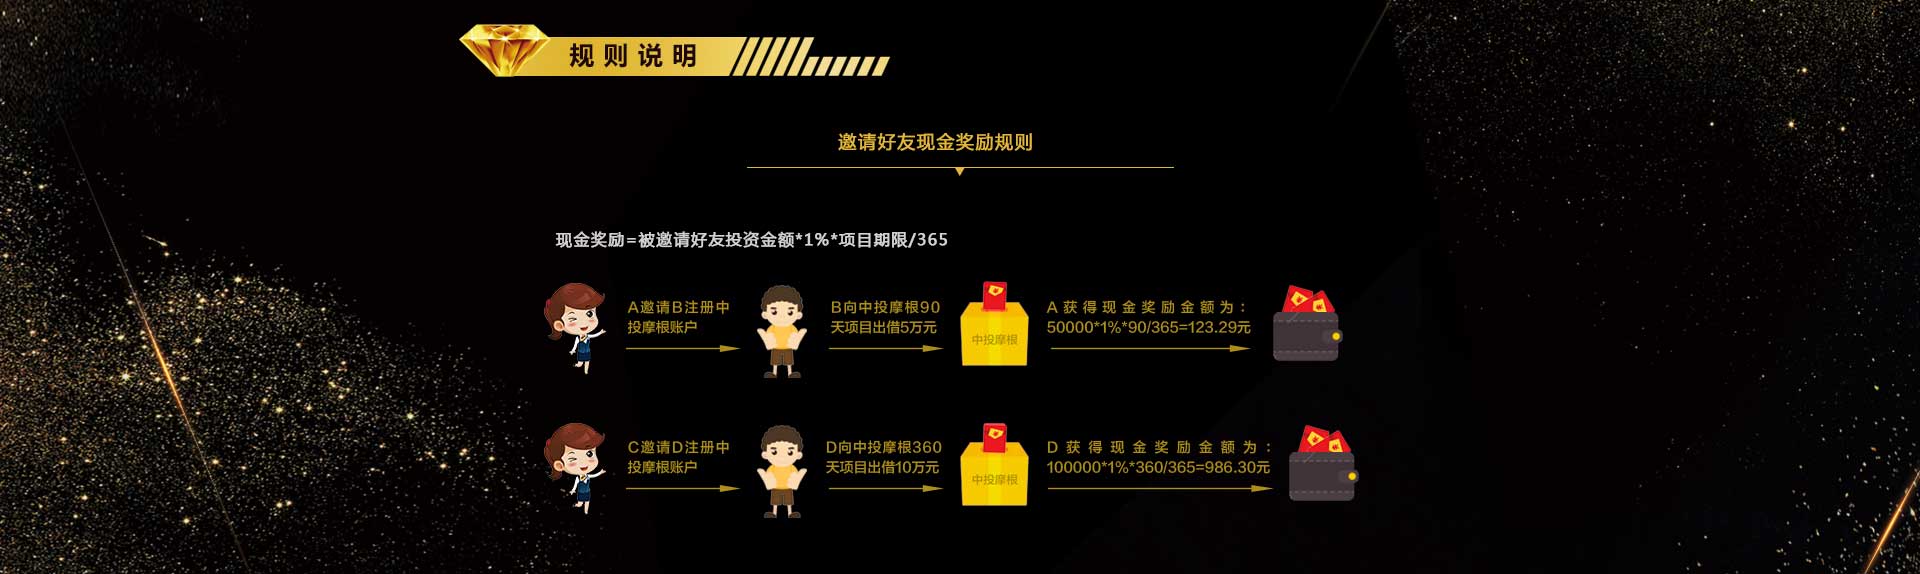 规则说明
邀请好友现金奖励规则
现金奖励=被邀请好友投资金额*1%*项目期限/365
A邀请B注册中
投摩根账户
B向中投摩根90
天项目出借5万元
中投摩根
A获得现金奖励金额为：
50000*1%*90/365=123.29元
C邀请D注册中
投摩根账户
D向中投摩根360
天项目出借10万元
中投摩根
D获得现金奖励金额为：
100000*1%*360/365=986.30元